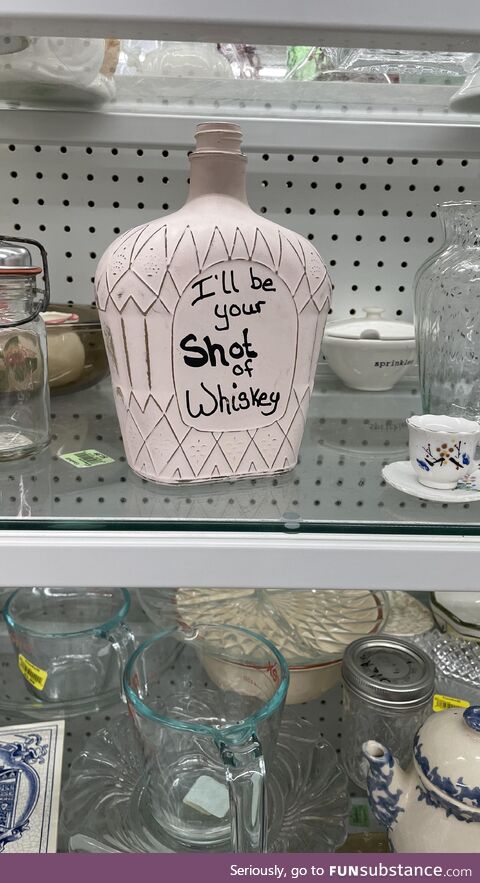 I'll be
your
Shot
of
Whiskey
sprinkle
Seriously, go to FUNsubstance.com